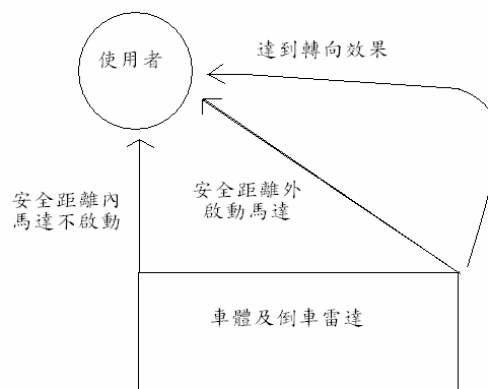 使用者
達到轉向效果
安全距離內
馬達不啟動
安全距離外
啟動馬達
車體及倒車雷達